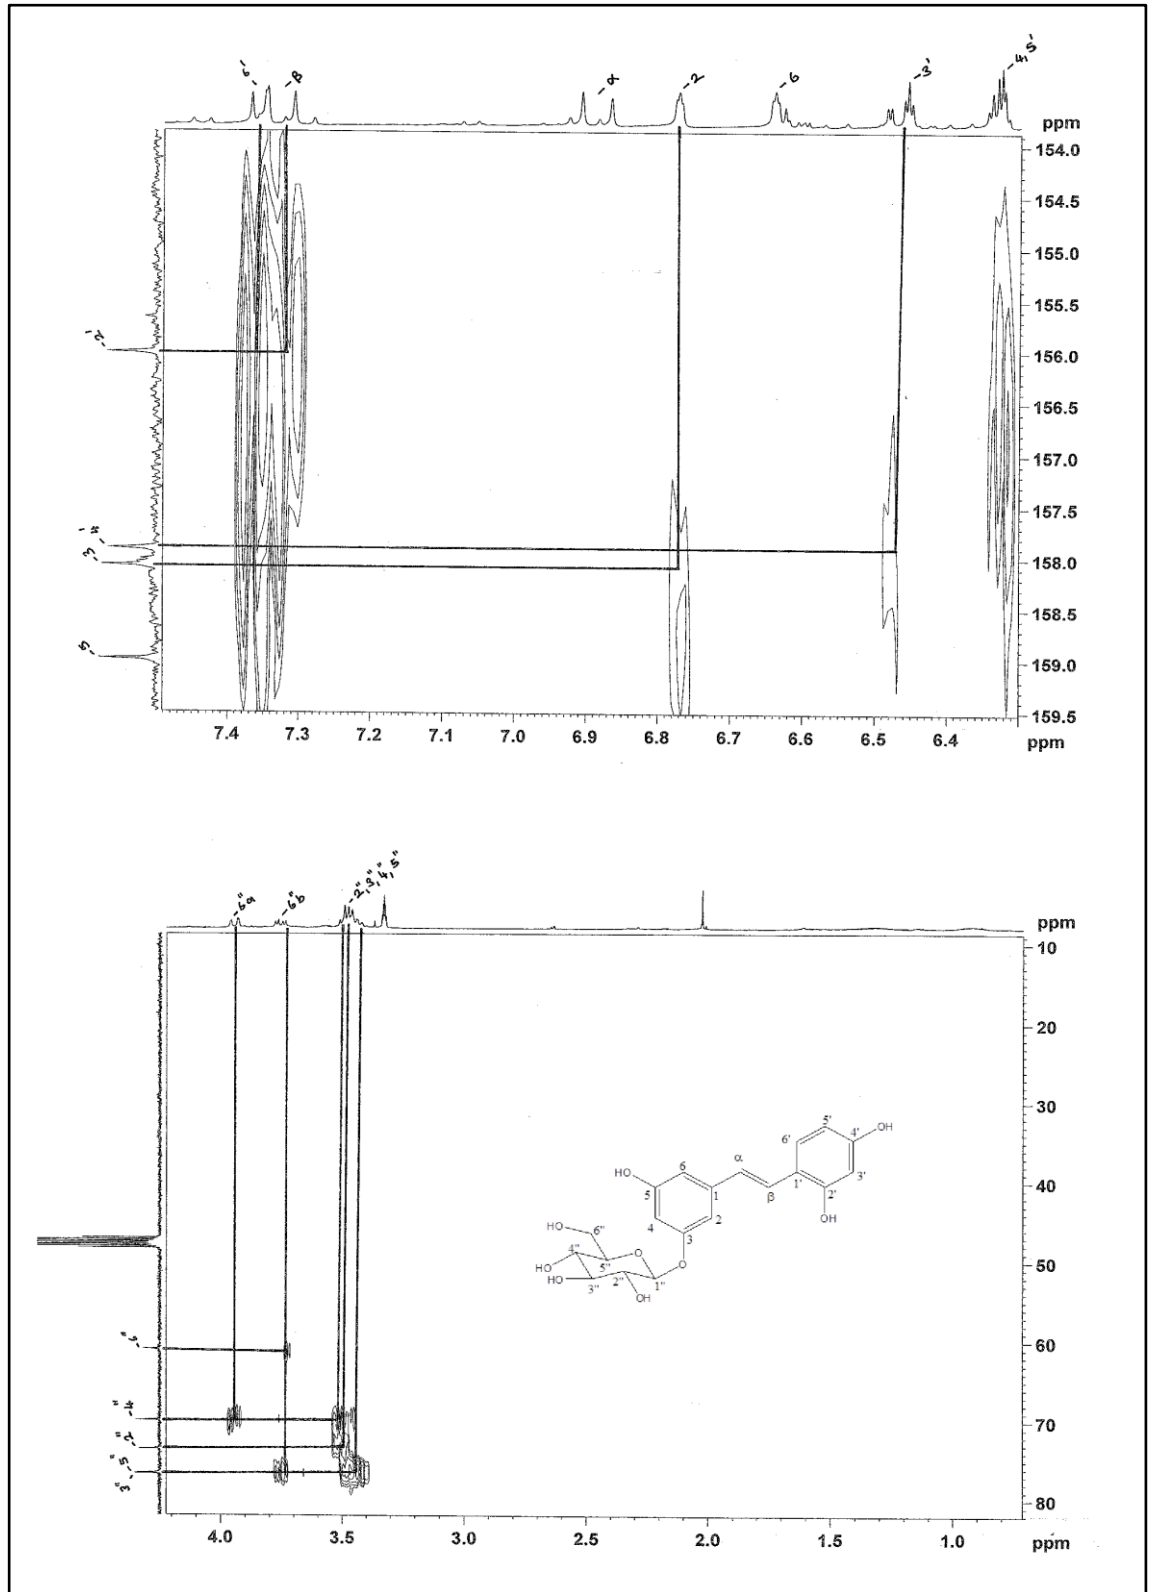 -6' -β -α -2 -6 -3' -4,5'
ppm
154.0
154.5
155.0
155.5
-2' 156.0
156.5
157.0
157.5
-4'
-3 158.0
158.5
-5 159.0
159.5
7.4 7.3 7.2 7.1 7.0 6.9 6.8 6.7 6.6 6.5 6.4 ppm
-6"a -6"b -2",3",4",5"
ppm
10
20
30
40
50
-6" 60
-4" 70
-2"
3",-5"
80
5' OH
6' 4'
α
HO 6 3'
5 1 β 1' 2'
4 2 OH
HO 6" 3
4" O
HO 5" O
HO 2" 1"
3" OH
4.0 3.5 3.0 2.5 2.0 1.5 1.0 ppm